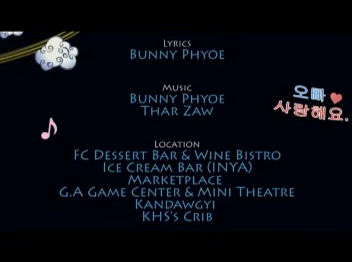 Lyrics
Bunny Phyoe
Music
Bunny Phyoe
Thar Zaw
오빠
사랑해요.
Location
FC Dessert Bar & Wine Bistro
Ice Cream Bar (INYA)
Marketplace
G.A Game Center & Mini Theatre
Kandawgyi
KHS's Crib